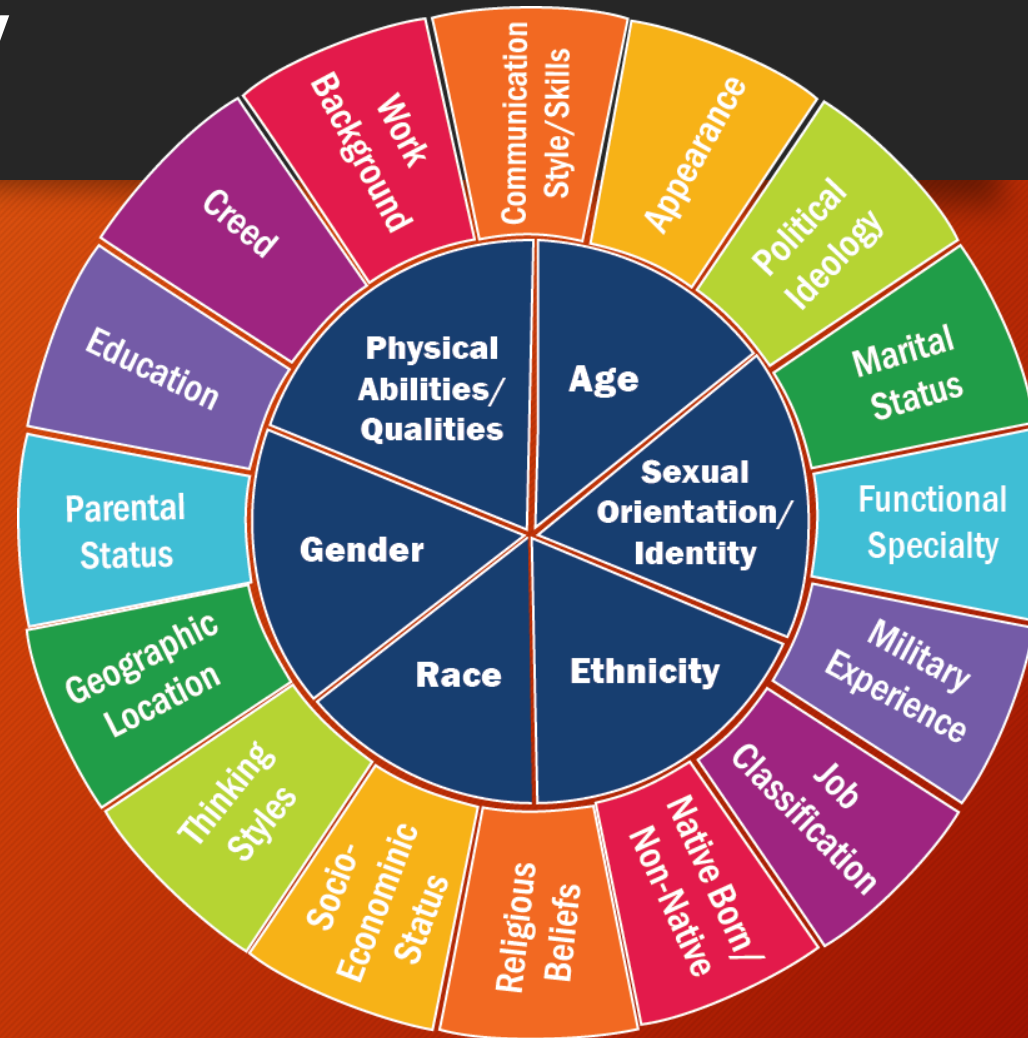 Communication
Style/Skills
Appearance
Political
Ideology
Marital
Status
Functional
Specialty
Military
Experience
Job
Classification
Native Born/
Non-Native
Religious
Beliefs
Socio-
Econominic
Status
Thinking
Styles
Geographic
Location
Parental
Status
Education
Creed
Work
Background
Physical
Abilities/
Qualities
Age
Sexual
Orientation/
Identity
Ethnicity
Race
Gender